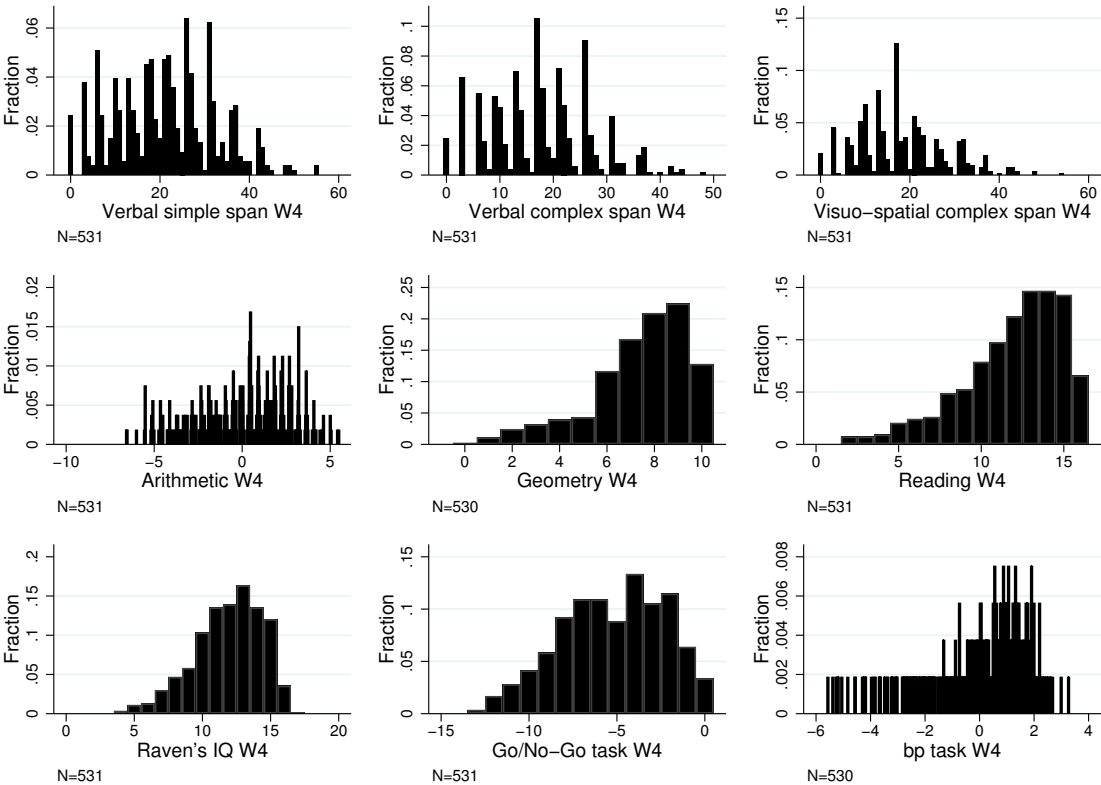 Fraction
0 .02 .04 .06
0 20 40 60
Verbal simple span W4
N=531
Fraction
0 .02 .04 .06 .08 .1
0 10 20 30 40 50
Verbal complex span W4
N=531
Fraction
0 .05 .1 .15
0 20 40 60
Visuo−spatial complex span W4
N=531
Fraction
0 .005 .01 .015 .02
−10 −5 0 5
Arithmetic W4
N=531
Fraction
0 .05 .1 .15 .2 .25
0 2 4 6 8 10
Geometry W4
N=530
Fraction
0 .05 .1 .15
0 5 10 15
Reading W4
N=531
Fraction
0 .05 .1 .15 .2
0 5 10 15 20
Raven's IQ W4
N=531
Fraction
0 .05 .1 .15
−15 −10 −5 0
Go/No−Go task W4
N=531
Fraction
0 .002 .004 .006 .008
−6 −4 −2 0 2 4
bp task W4
N=530